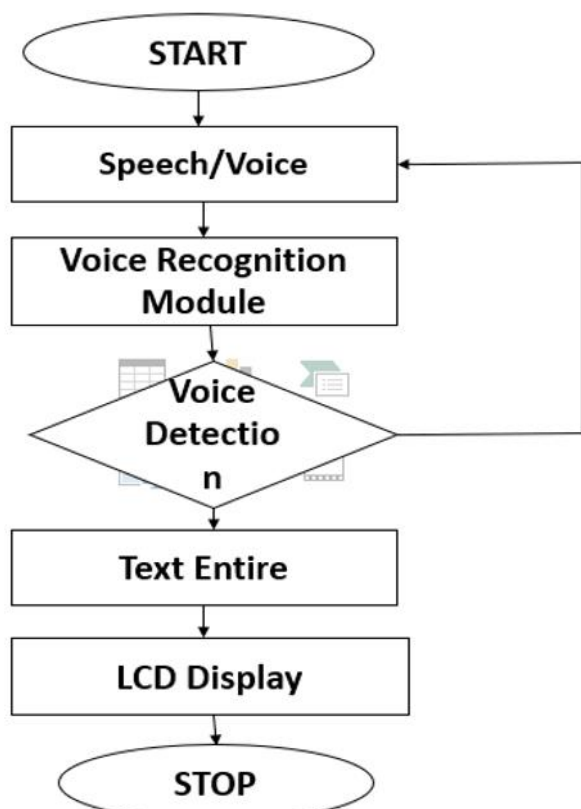 START
Speech/Voice
Voice Recognition
Module
Voice
Detectio
n
Text Entire
LCD Display
STOP